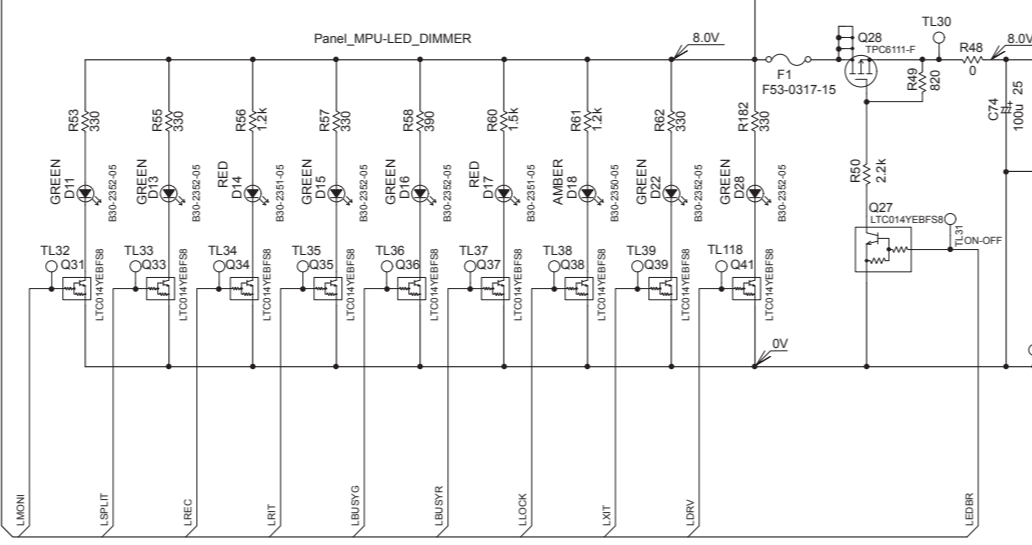 Panel_MPU-LED_DIMMER
8.0V
F1
F53-0317-15
Q28
TPC6111-F
TL30
R49
820
R48
0
8.0V
C74
100u 25
R53
330
R55
330
R56
1.2k
R57
330
R58
390
R60
1.5k
R61
1.2k
R62
330
R182
330
R50
2.2k
GREEN
D11
B30-2352-05
GREEN
D13
B30-2352-05
RED
D14
B30-2351-05
GREEN
D15
B30-2352-05
GREEN
D16
B30-2352-05
RED
D17
B30-2351-05
AMBER
D18
B30-2350-05
GREEN
D22
B30-2352-05
GREEN
D28
B30-2352-05
Q27
LTC014YEBFS8
TL31
ON-OFF
TL32
Q31
LTC014YEBFS8
TL33
Q33
LTC014YEBFS8
TL34
Q34
LTC014YEBFS8
TL35
Q35
LTC014YEBFS8
TL36
Q36
LTC014YEBFS8
TL37
Q37
LTC014YEBFS8
TL38
Q38
LTC014YEBFS8
TL39
Q39
LTC014YEBFS8
TL118
Q41
LTC014YEBFS8
0V
LMONI
LSPLIT
LREC
LRIT
LBUSYG
LBUSYR
LLOCK
LXIT
LDRV
LEDBR